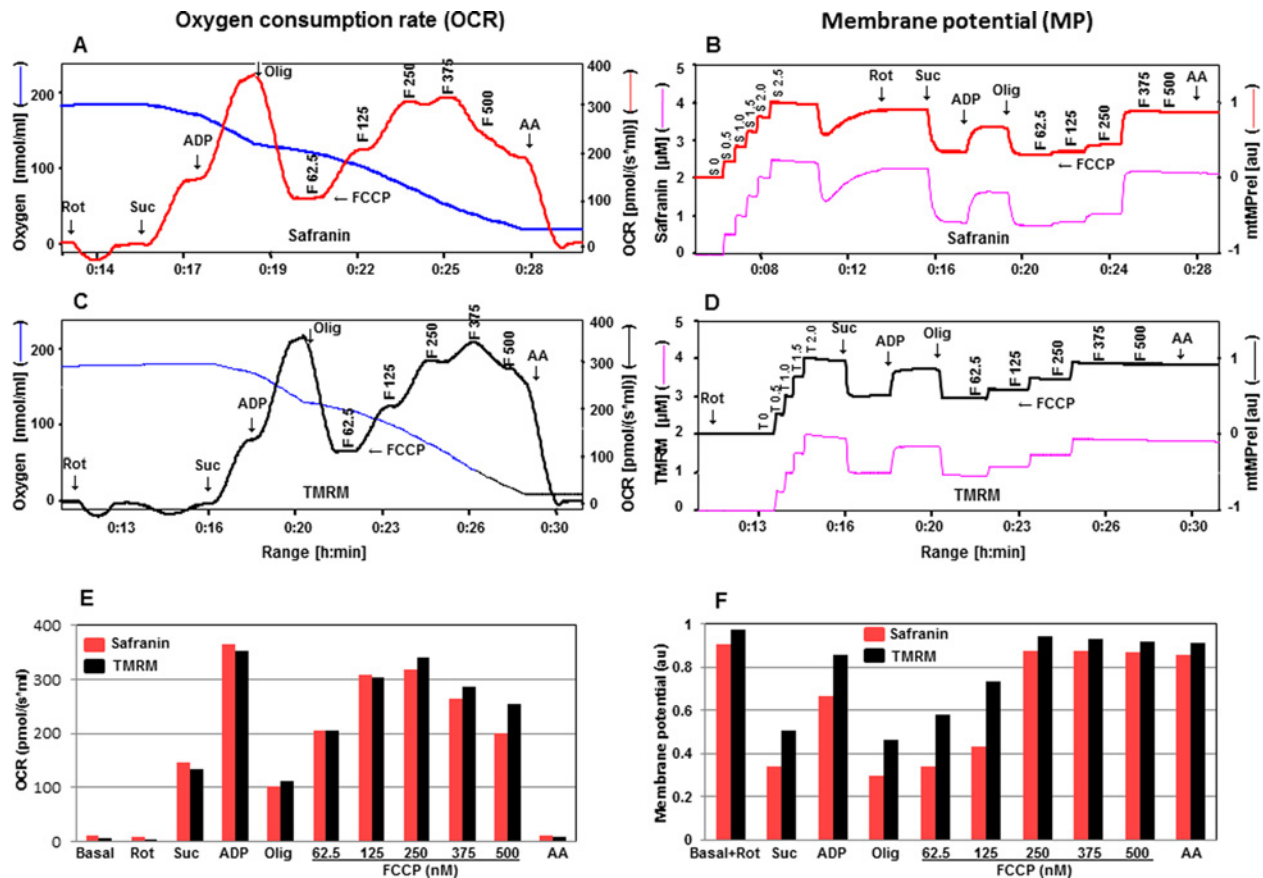 Oxygen consumption rate (OCR)
Membrane potential (MP)
A
Oxygen [nmol/ml] (—)
200
100
0
Rot
Suc
ADP
Olig
F 62.5
F 125
F 250
F 375
F 500
AA
← FCCP
Safranin
400
300
200
100
0
OCR [pmol/(s*ml)] (—)
0:14
0:17
0:19
0:22
0:25
0:28
B
Safranin [µM] (—)
5
4
3
2
1
0
S 0
S 0.5
S 1.0
S 1.5
S 2.0
S 2.5
Rot
Suc
ADP
Olig
F 62.5
F 125
F 250
F 375
F 500
AA
← FCCP
Safranin
1
0
-1
mtMPrel [au] (—)
0:08
0:12
0:16
0:20
0:24
0:28
C
Oxygen [nmol/ml] (—)
200
100
0
Rot
Suc
ADP
Olig
F 62.5
F 125
F 250
F 375
F 500
AA
← FCCP
TMRM
400
300
200
100
0
OCR [pmol/(s*ml)] (—)
0:13
0:16
0:20
0:23
0:26
0:30
Range [h:min]
D
TMRM [µM] (—)
5
4
3
2
1
0
Rot
T 0
T 0.5
T 1.0
T 1.5
T 2.0
Suc
ADP
Olig
F 62.5
F 125
F 250
F 375
F 500
AA
← FCCP
TMRM
1
0
-1
mtMPrel [au] (—)
0:13
0:16
0:20
0:23
0:26
0:30
Range [h:min]
E
OCR (pmol/(s*ml)
400
300
200
100
0
Safranin
TMRM
Basal Rot Suc ADP Olig 62.5 125 250 375 500 AA
FCCP (nM)
F
Membrane potential (au)
1
0.8
0.6
0.4
0.2
0
Safranin
TMRM
Basal+Rot Suc ADP Olig 62.5 125 250 375 500 AA
FCCP (nM)